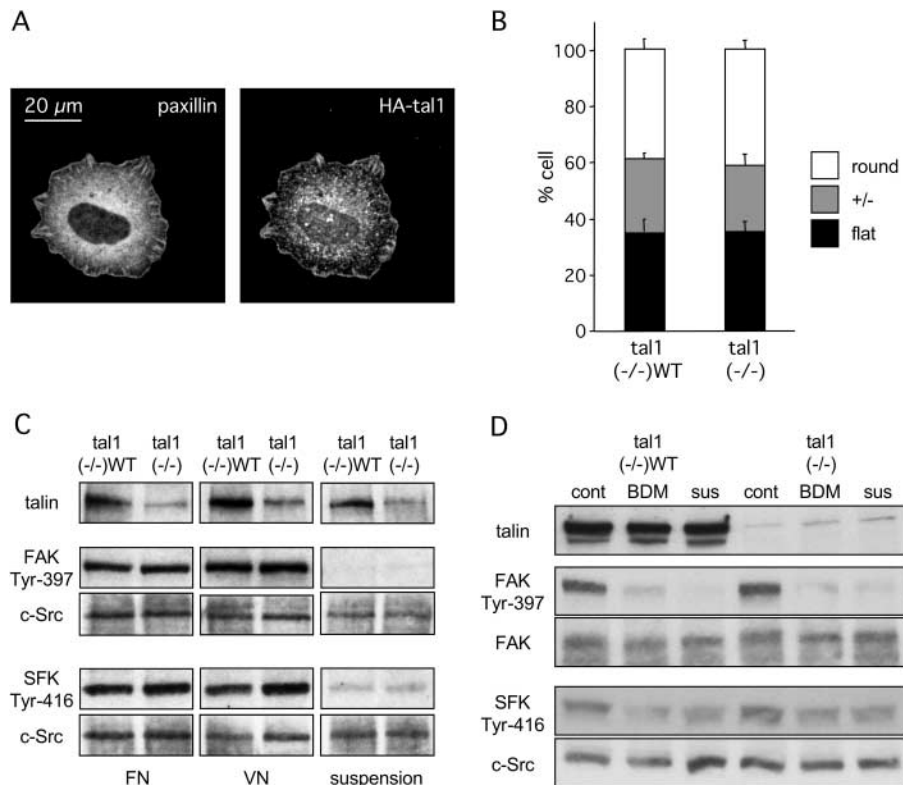 A
20 µm
paxillin
HA-tal1
B
% cell
100
80
60
40
20
0
tal1
(-/-)WT
tal1
(-/-)
round
+/-
flat
C
tal1
(-/-)WT
tal1
(-/-)
tal1
(-/-)WT
tal1
(-/-)
tal1
(-/-)WT
tal1
(-/-)
talin
FAK
Tyr-397
c-Src
SFK
Tyr-416
c-Src
FN
VN
suspension
D
tal1
(-/-)WT
tal1
(-/-)
cont
BDM
sus
cont
BDM
sus
talin
FAK
Tyr-397
FAK
SFK
Tyr-416
c-Src